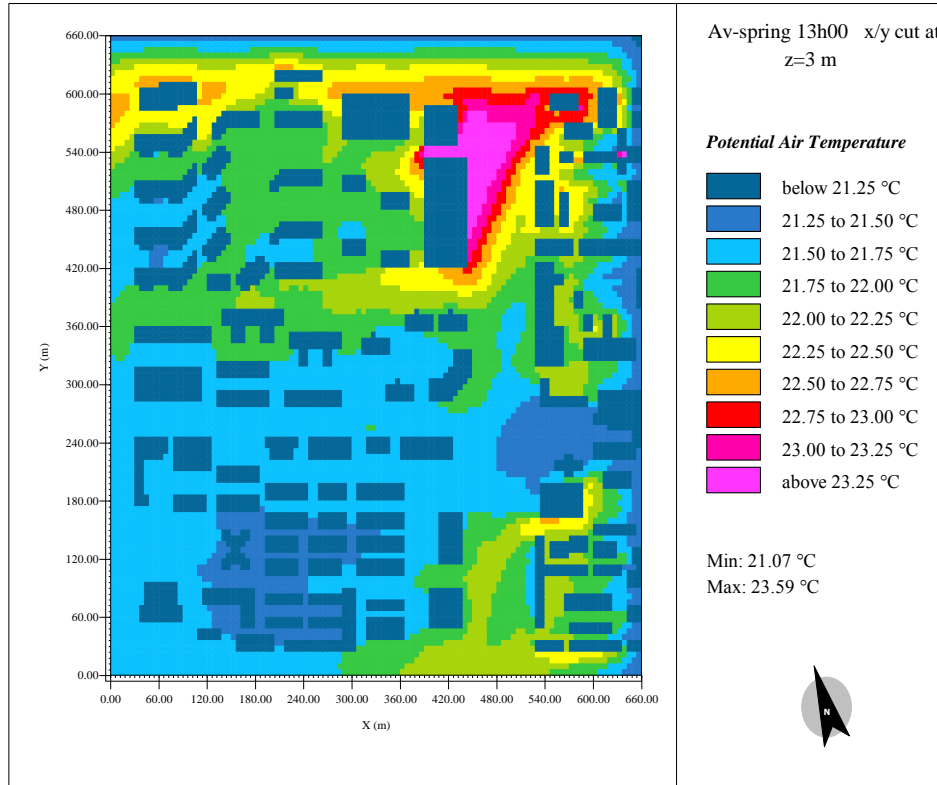 Av-spring 13h00 x/y cut at
z=3 m
Potential Air Temperature
below 21.25 °C
21.25 to 21.50 °C
21.50 to 21.75 °C
21.75 to 22.00 °C
22.00 to 22.25 °C
22.25 to 22.50 °C
22.50 to 22.75 °C
22.75 to 23.00 °C
23.00 to 23.25 °C
above 23.25 °C
Min: 21.07 °C
Max: 23.59 °C
N
660.00
600.00
540.00
480.00
420.00
360.00
300.00
240.00
180.00
120.00
60.00
0.00
Y (m)
0.00 60.00 120.00 180.00 240.00 300.00 360.00 420.00 480.00 540.00 600.00 660.00
X (m)